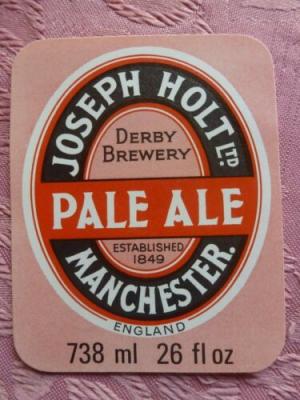 JOSEPH HOLT LTD.
DERBY
BREWERY
PALE ALE
ESTABLISHED
1849
MANCHESTER.
ENGLAND
738 ml 26 fl oz